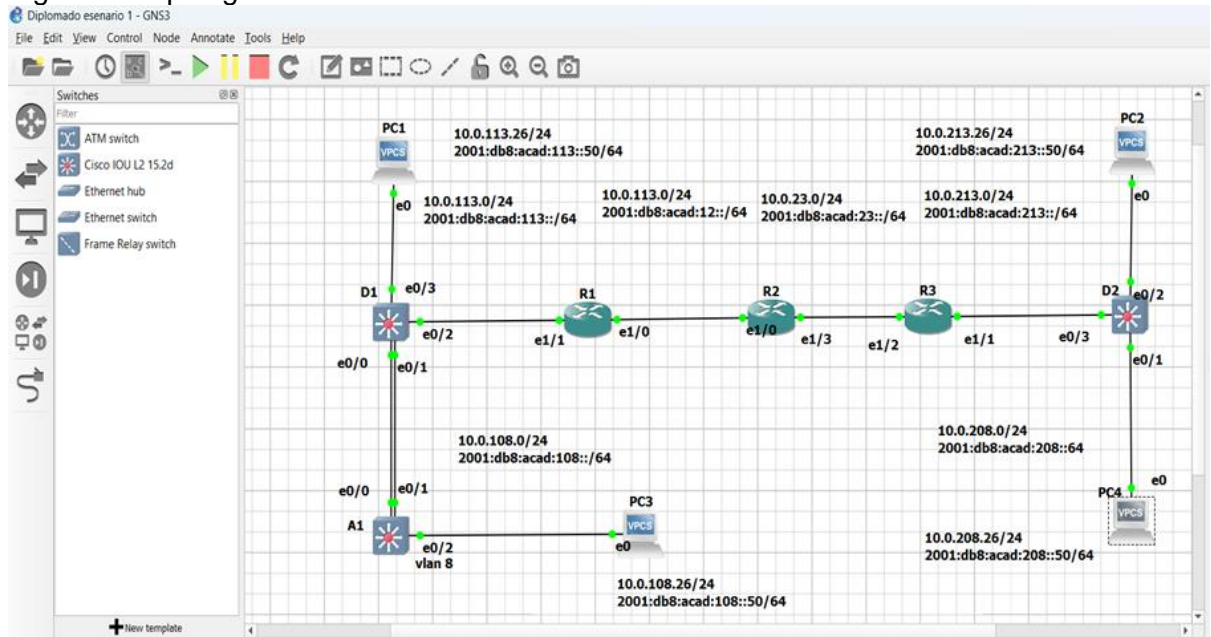 Diplomado esenario 1 - GNS3
File Edit View Control Node Annotate Tools Help
Switches
Filter
ATM switch
Cisco IOU L2 15.2d
Ethernet hub
Ethernet switch
Frame Relay switch
New template
PC1
VPCS
10.0.113.26/24
2001:db8:acad:113::50/64
10.0.213.26/24
2001:db8:acad:213::50/64
PC2
VPCS
e0
10.0.113.0/24
2001:db8:acad:113::/64
10.0.113.0/24
2001:db8:acad:12::/64
10.0.23.0/24
2001:db8:acad:23::/64
10.0.213.0/24
2001:db8:acad:213::/64
e0
D1
e0/3
R1
R2
R3
D2
e0/2
e0/2
e1/1
e1/0
e1/0
e1/3
e1/2
e1/1
e0/3
e0/0
e0/1
e0/1
10.0.108.0/24
2001:db8:acad:108::/64
10.0.208.0/24
2001:db8:acad:208::64
e0/0
e0/1
PC3
VPCS
e0
PC4
VPCS
A1
e0/2
vlan 8
e0
10.0.208.26/24
2001:db8:acad:208::50/64
10.0.108.26/24
2001:db8:acad:108::50/64